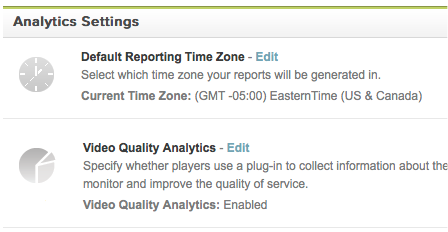 Analytics Settings
Default Reporting Time Zone - Edit
Select which time zone your reports will be generated in.
Current Time Zone: (GMT -05:00) EasternTime (US & Canada)
Video Quality Analytics - Edit
Specify whether players use a plug-in to collect information about the
monitor and improve the quality of service.
Video Quality Analytics: Enabled